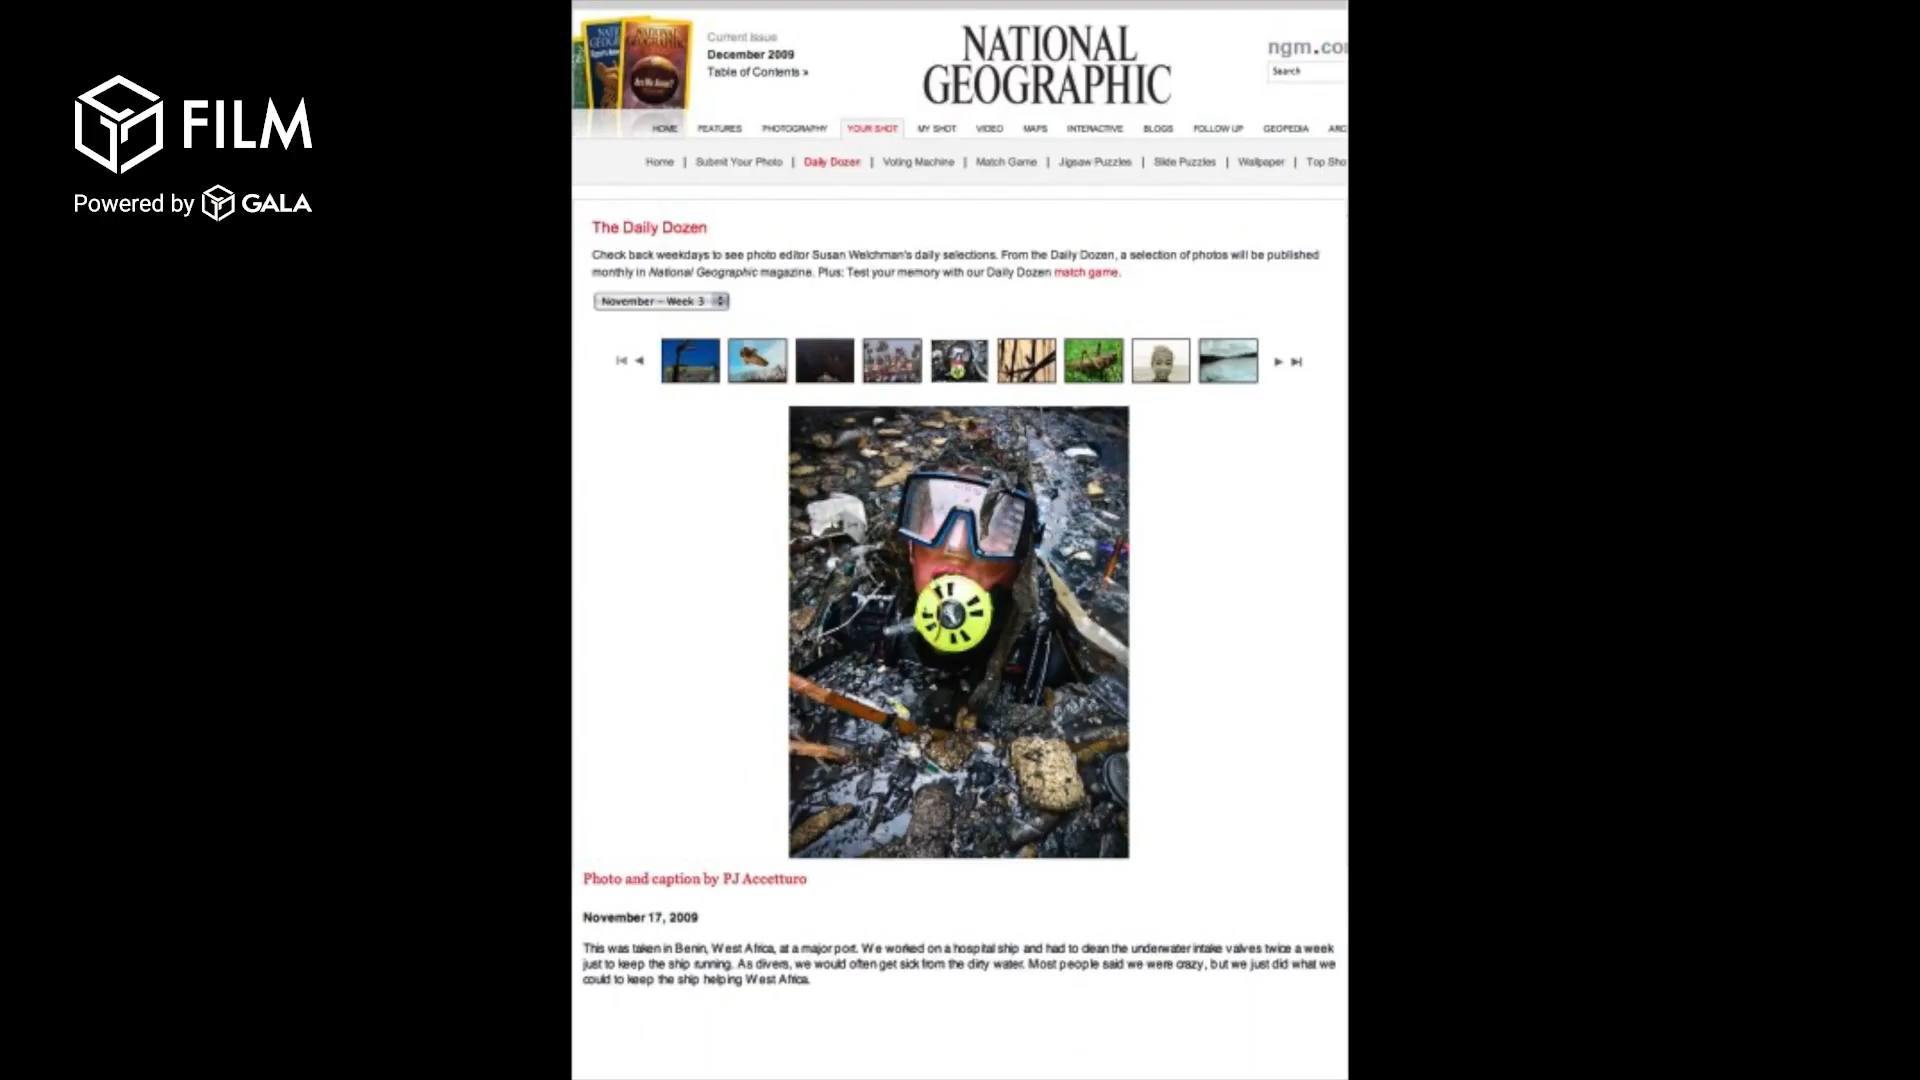 FILM
Powered by GALA
Current Issue
December 2009
Table of Contents »
NATIONAL
GEOGRAPHIC
Search
HOME FEATURES PHOTOGRAPHY YOUR SHOT MY SHOT VIDEO MAPS INTERACTIVE BLOGS FOLLOW UP GEOPEDIA
Home | Submit Your Photo | Daily Dozen | Voting Machine | Match Game | Jigsaw Puzzles | Slide Puzzles | Wallpaper | Top
The Daily Dozen
Check back weekdays to see photo editor Susan Welchman's daily selections. From the Daily Dozen, a selection of photos will be published
monthly in National Geographic magazine. Plus: Test your memory with our Daily Dozen match game.
November - Week 3
Photo and caption by PJ Accetturo
November 17, 2009
This was taken in Benin, West Africa, at a major port. We worked on a hospital ship and had to clean the underwater intake valves twice a week
just to keep the ship running. As divers, we would often get sick from the dirty water. Most people said we were crazy, but we just did what we
could to keep the ship helping West Africa.